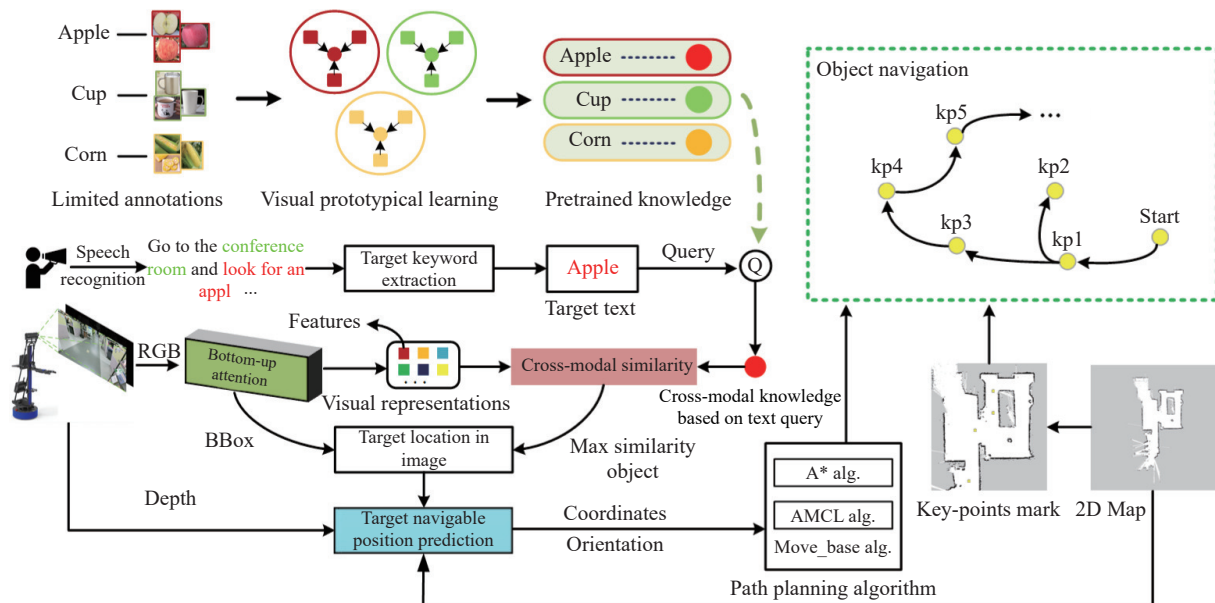 Apple
Cup
Corn
Limited annotations
Visual prototypical learning
Apple
Cup
Corn
Pretrained knowledge
Object navigation
kp5
...
kp4
kp2
kp3
kp1
Start
Speech
recognition
Go to the conference
room and look for an
appl ...
Target keyword
extraction
Apple
Target text
Query
Q
RGB
Bottom-up
attention
Features
...
Visual representations
Cross-modal similarity
Cross-modal knowledge
based on text query
BBox
Target location in
image
Max similarity
object
Depth
Target navigable
position prediction
Coordinates
Orientation
A* alg.
AMCL alg.
Move_base alg.
Path planning algorithm
Key-points mark
2D Map